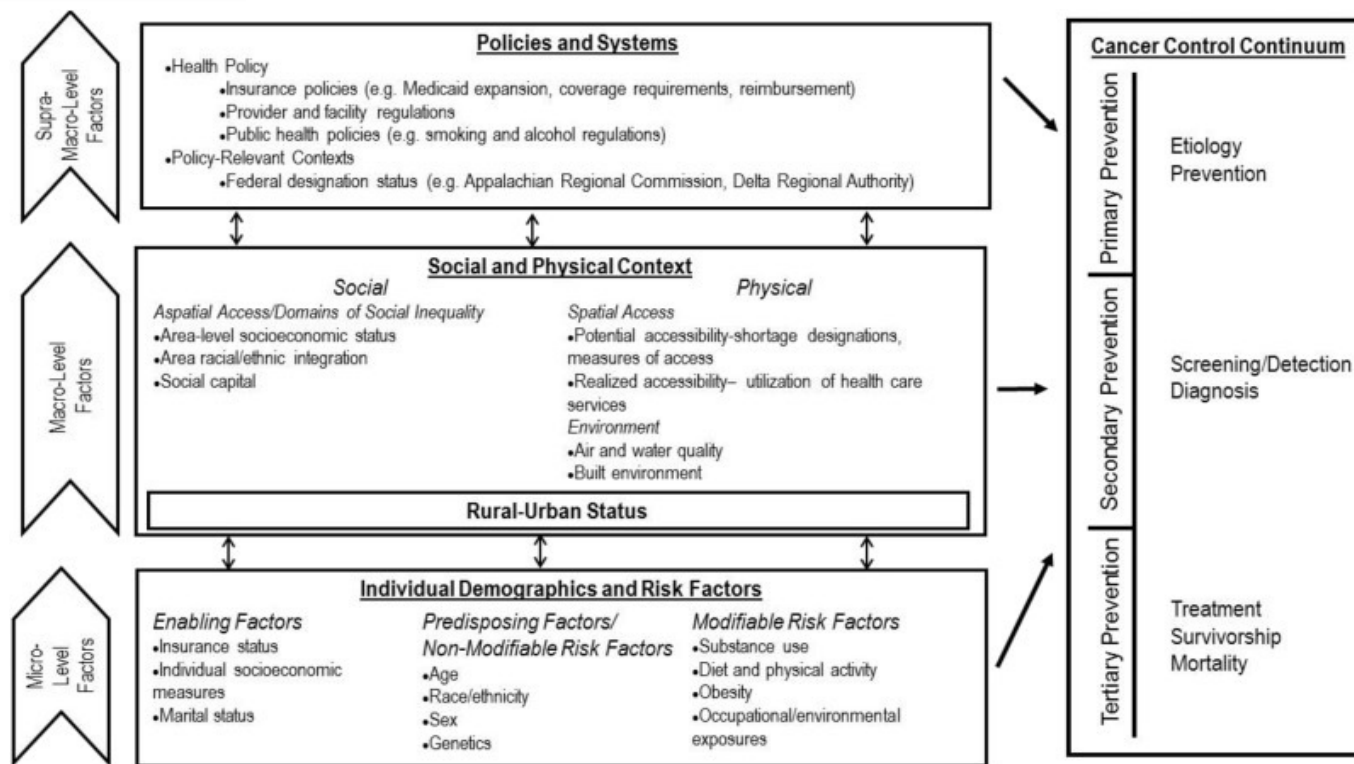 Supra-
Macro-Level
Factors
Policies and Systems
•Health Policy
•Insurance policies (e.g. Medicaid expansion, coverage requirements, reimbursement)
•Provider and facility regulations
•Public health policies (e.g. smoking and alcohol regulations)
•Policy-Relevant Contexts
•Federal designation status (e.g. Appalachian Regional Commission, Delta Regional Authority)
Macro-Level
Factors
Social and Physical Context
Social
Aspatial Access/Domains of Social Inequality
•Area-level socioeconomic status
•Area racial/ethnic integration
•Social capital
Physical
Spatial Access
•Potential accessibility-shortage designations,
measures of access
•Realized accessibility– utilization of health care
services
Environment
•Air and water quality
•Built environment
Rural-Urban Status
Micro-
Level
Factors
Individual Demographics and Risk Factors
Enabling Factors
•Insurance status
•Individual socioeconomic
measures
•Marital status
Predisposing Factors/
Non-Modifiable Risk Factors
•Age
•Race/ethnicity
•Sex
•Genetics
Modifiable Risk Factors
•Substance use
•Diet and physical activity
•Obesity
•Occupational/environmental
exposures
Cancer Control Continuum
Primary Prevention
Etiology
Prevention
Secondary Prevention
Screening/Detection
Diagnosis
Tertiary Prevention
Treatment
Survivorship
Mortality